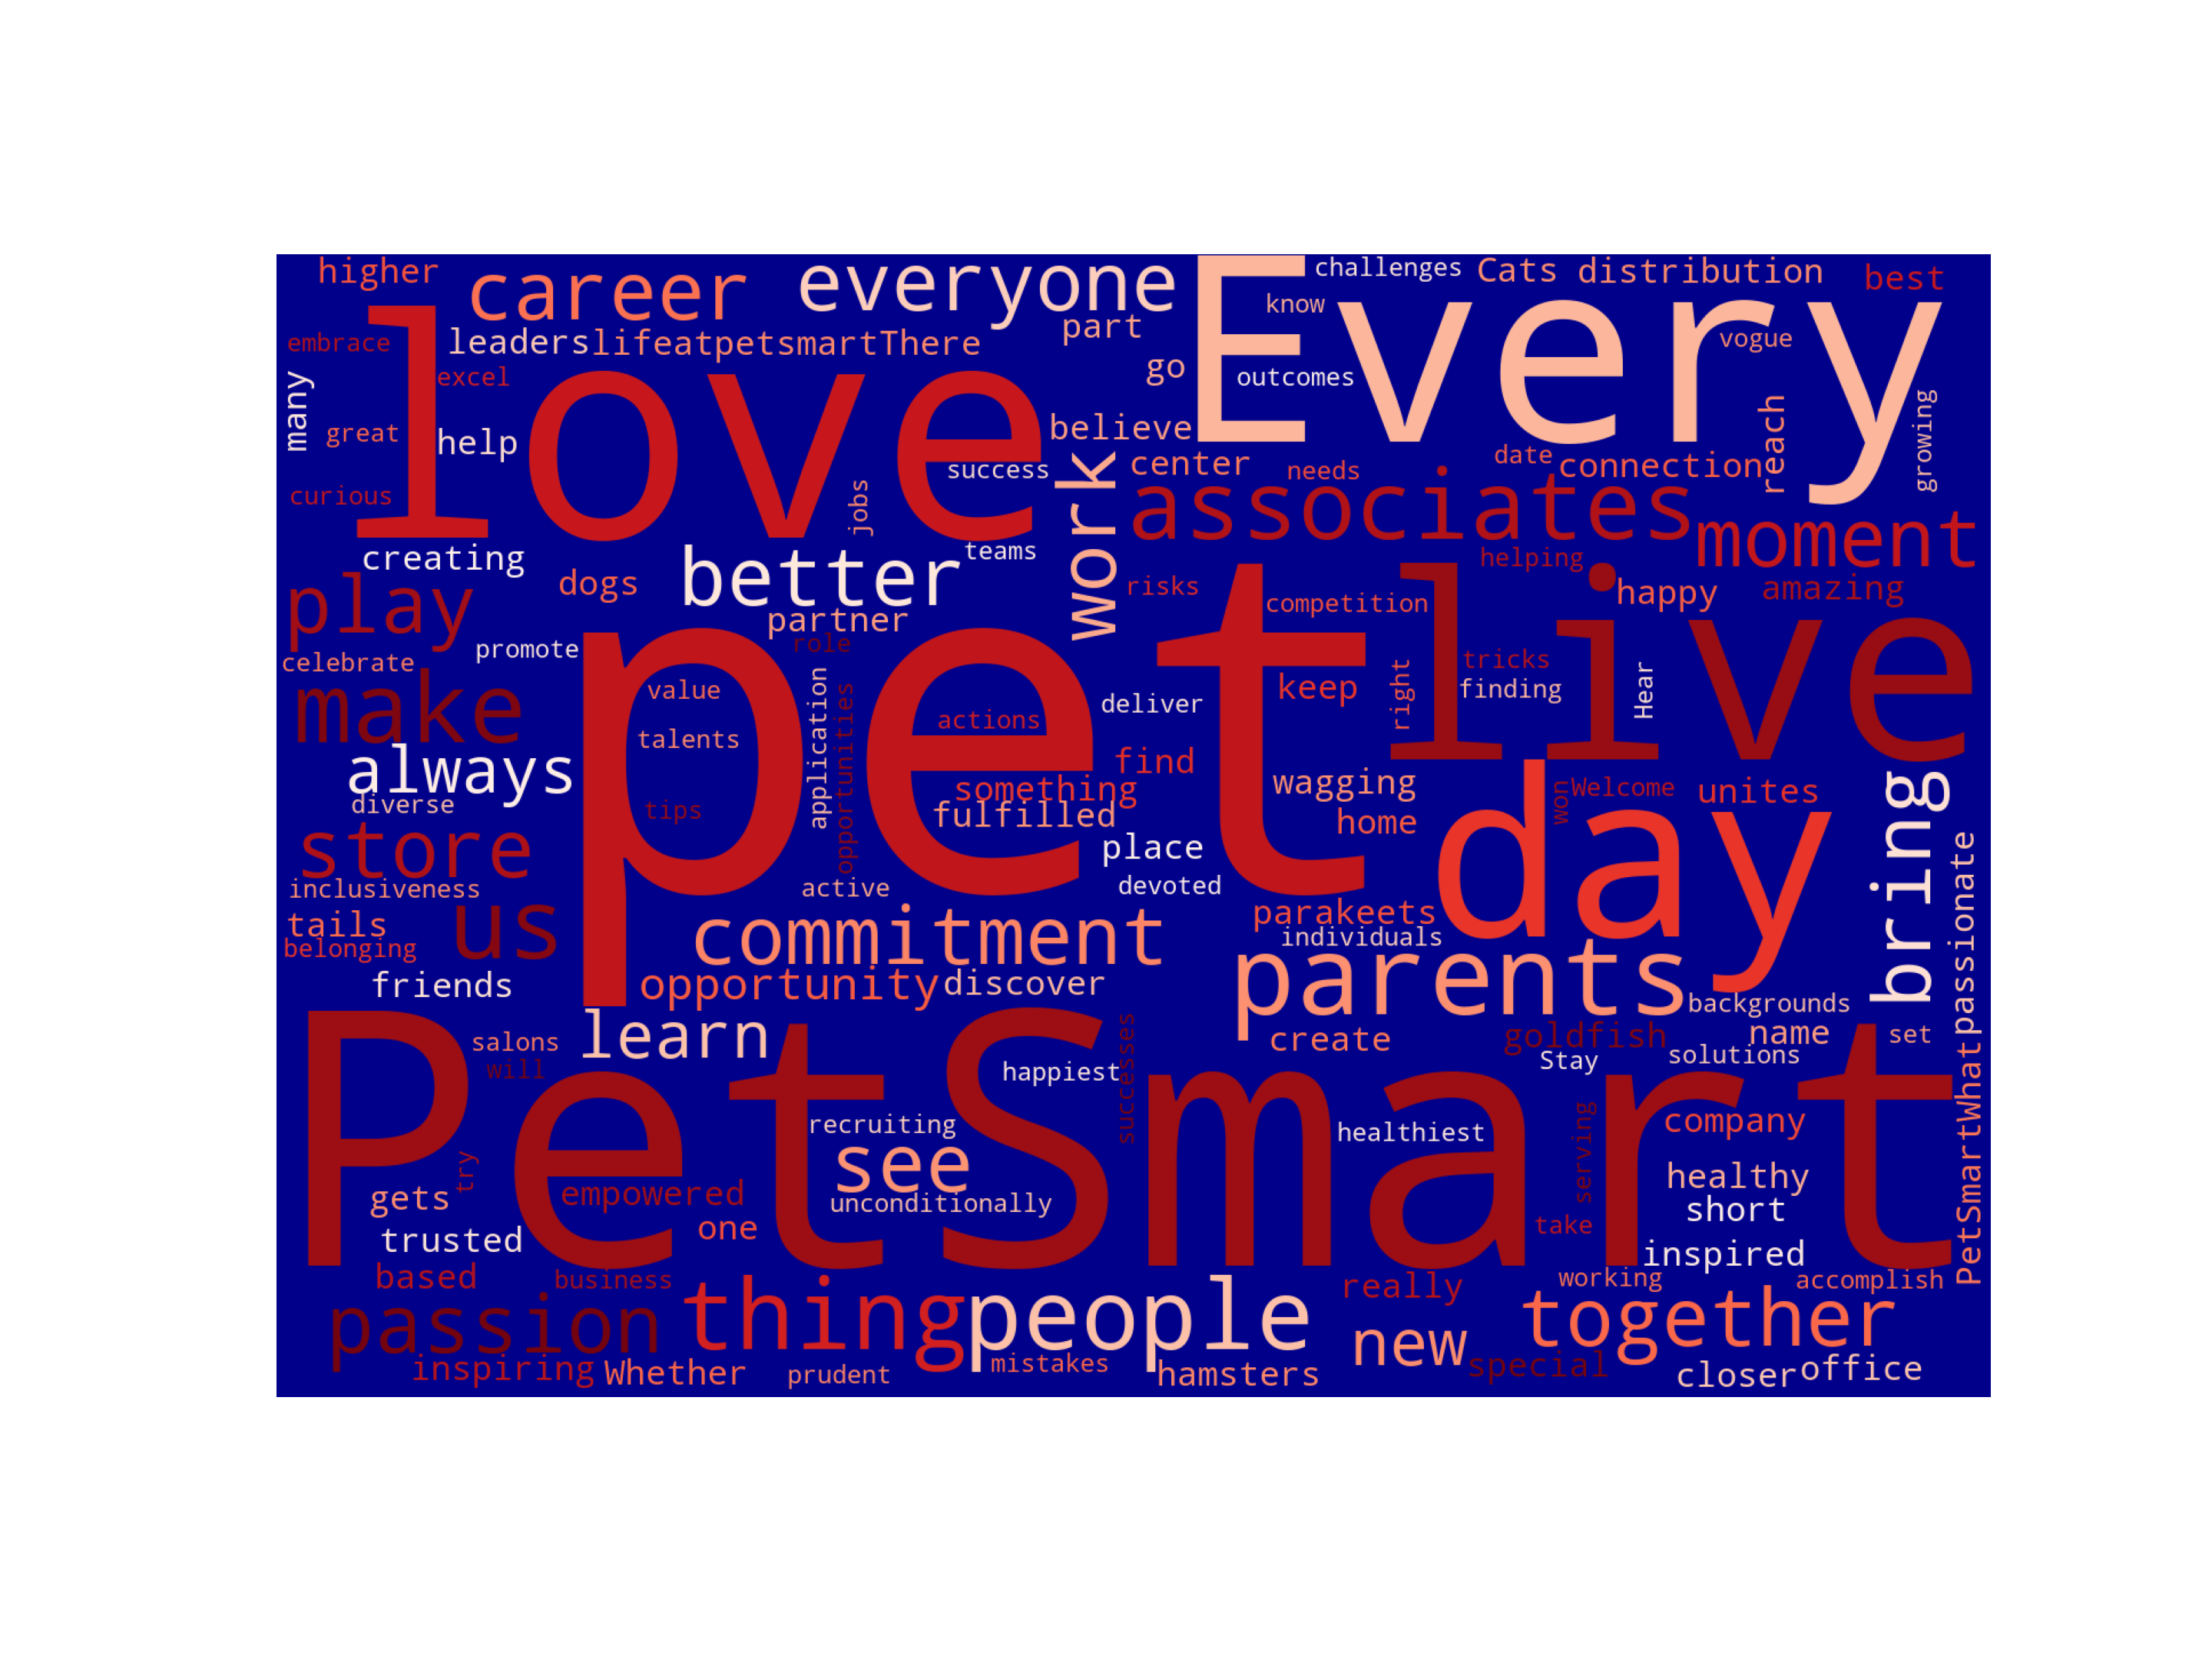 higher
career
everyone
Every
challenges
Cats
distribution
best
know
part
vogue
embrace
leaders
lifeatpetsmartThere
love
go
outcomes
many
excel
great
help
believe
reach
growing
success
work
center
needs
date
connection
curious
jobs
associates
moment
creating
better
teams
helping
dogs
pet
live
play
partner
risks
competition
happy
amazing
promote
role
celebrate
make
value
application
opportunities
actions
deliver
keep
right
tricks
finding
Hear
talents
always
find
something
wagging
day
won
Welcome
unites
bring
diverse
tips
fulfilled
home
store
place
passionate
inclusiveness
active
devoted
us
tails
belonging
commitment
parakeets
individuals
parents
friends
opportunity
discover
backgrounds
PetSmart
salons
learn
successes
create
goldfish
name
set
will
happiest
Stay
solutions
PetSmartWhat
recruiting
healthiest
serving
company
see
try
gets
empowered
unconditionally
healthy
short
one
take
trusted
inspired
based
business
really
working
accomplish
passion
thing
people
new
together
inspiring
Whether
prudent
mistakes
hamsters
special
closer
office